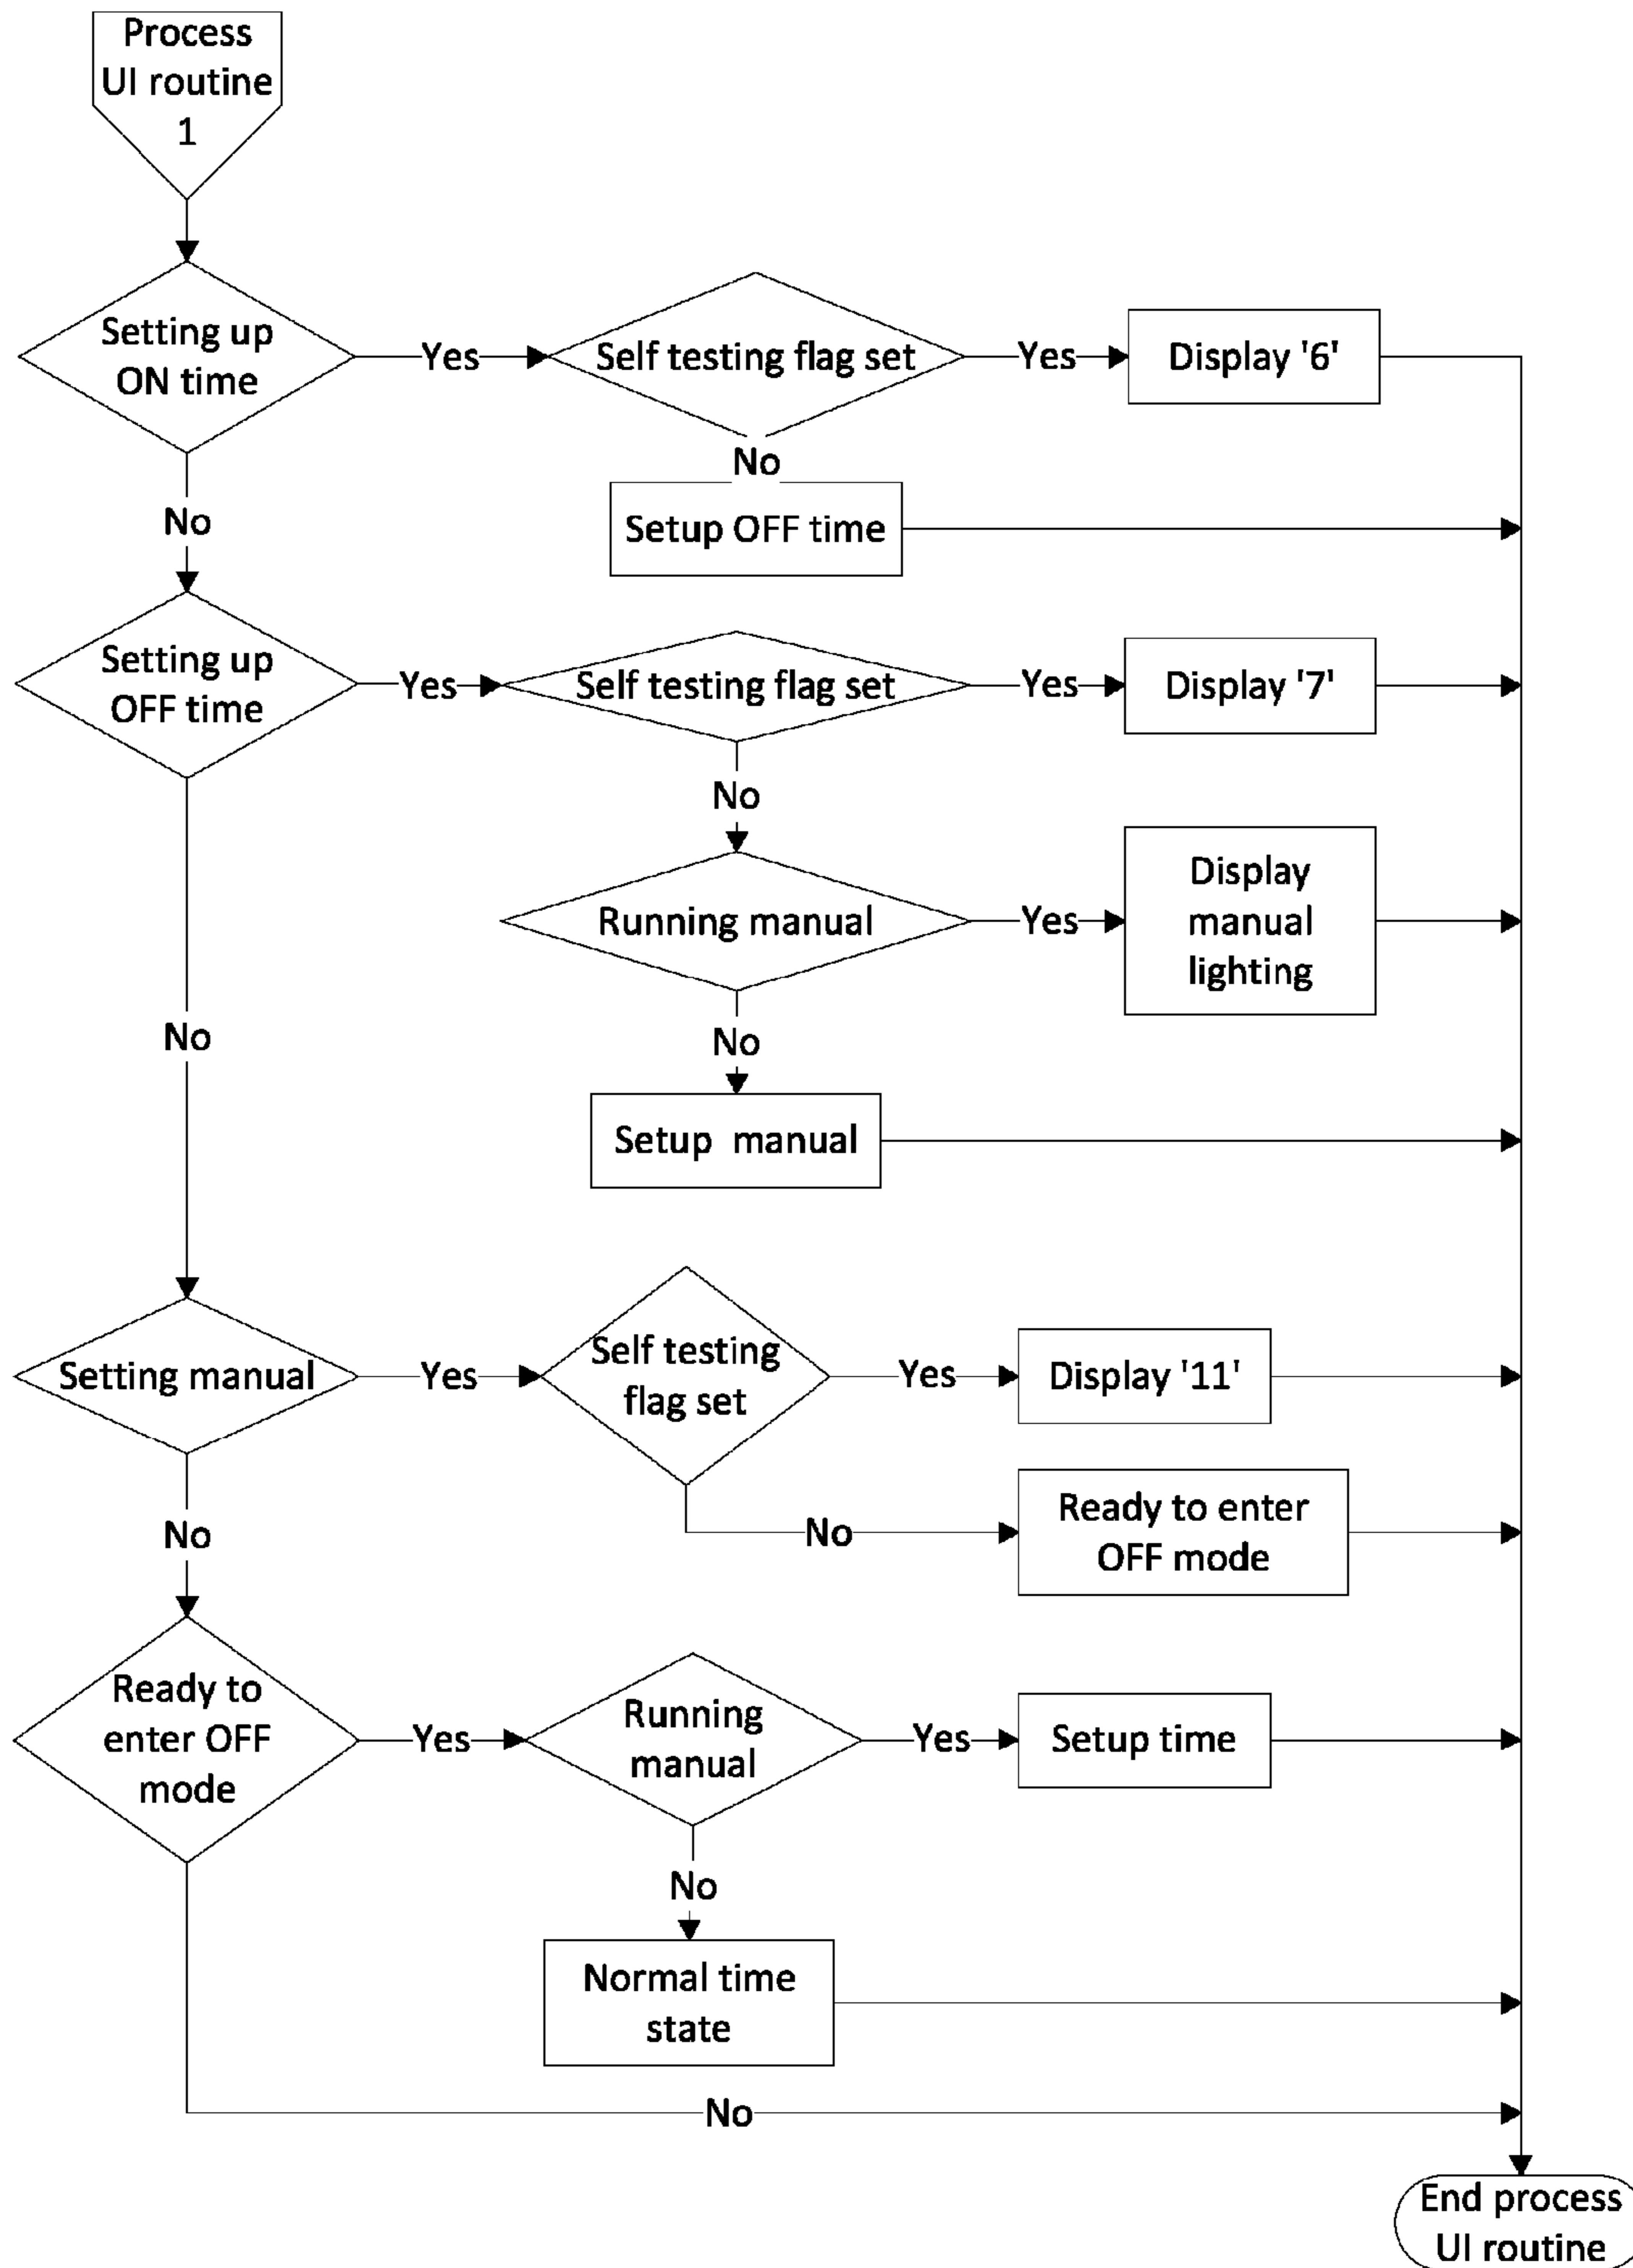 Process
UI routine
1
Setting up
ON time
Yes
Self testing flag set
Yes
Display '6'
No
Setup OFF time
No
Setting up
OFF time
Yes
Self testing flag set
Yes
Display '7'
No
Running manual
Yes
Display
manual
lighting
No
Setup manual
No
Setting manual
Yes
Self testing
flag set
Yes
Display '11'
No
Ready to enter
OFF mode
No
Ready to
enter OFF
mode
Yes
Running
manual
Yes
Setup time
No
Normal time
state
No
End process
UI routine